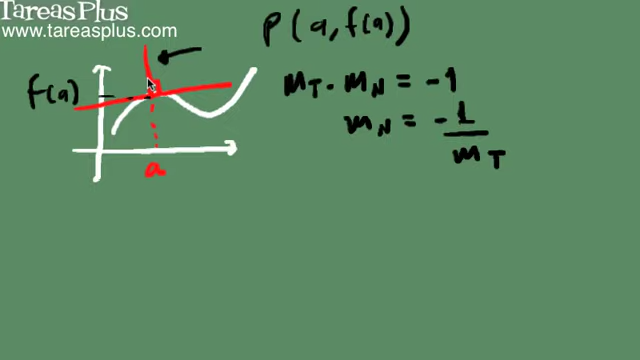 TareasPlus
www.tareasplus.com
P(a, f(a))
f(a)
m_T · m_N = -1
m_N = -1/m_T
a